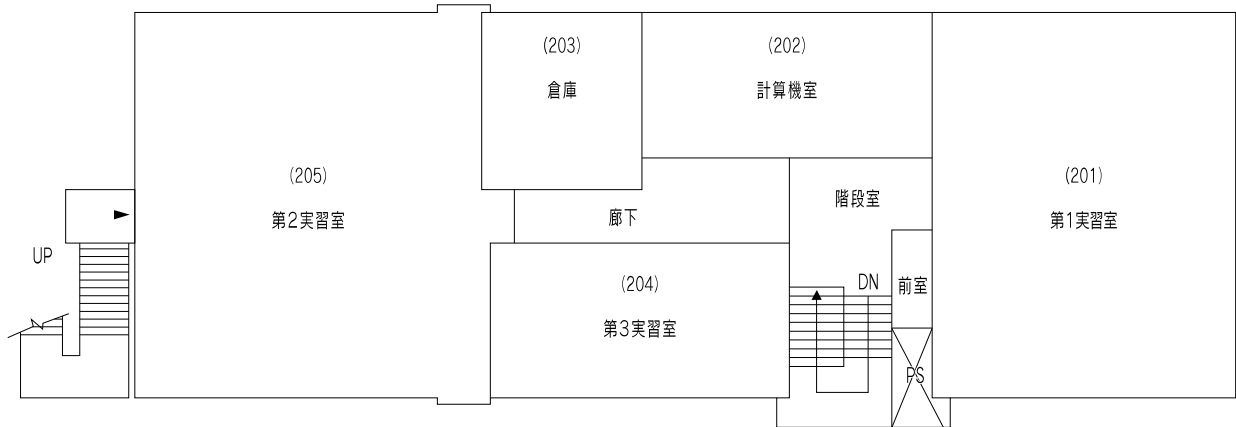 (203)
倉庫
(202)
計算機室
(205)
第2実習室
(201)
第1実習室
階段室
廊下
UP
(204)
第3実習室
DN
前室
PS